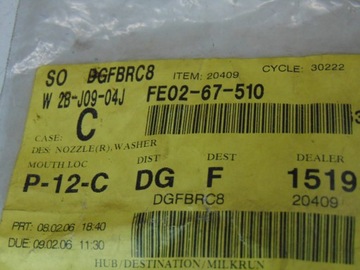 SO DGFBRC8 ITEM: 20409 CYCLE: 30222
W 2B-J09-04J FE02-67-510
CASE: C
DES: NOZZLE(R), WASHER
MOUTH.LOC DIST DEST DEALER
P-12-C DG F 1519
DGFBRC8 20409
PRT: 08.02.06 18:40
DUE: 09.02.06 11:30
HUB/DESTINATION/MILKRUN